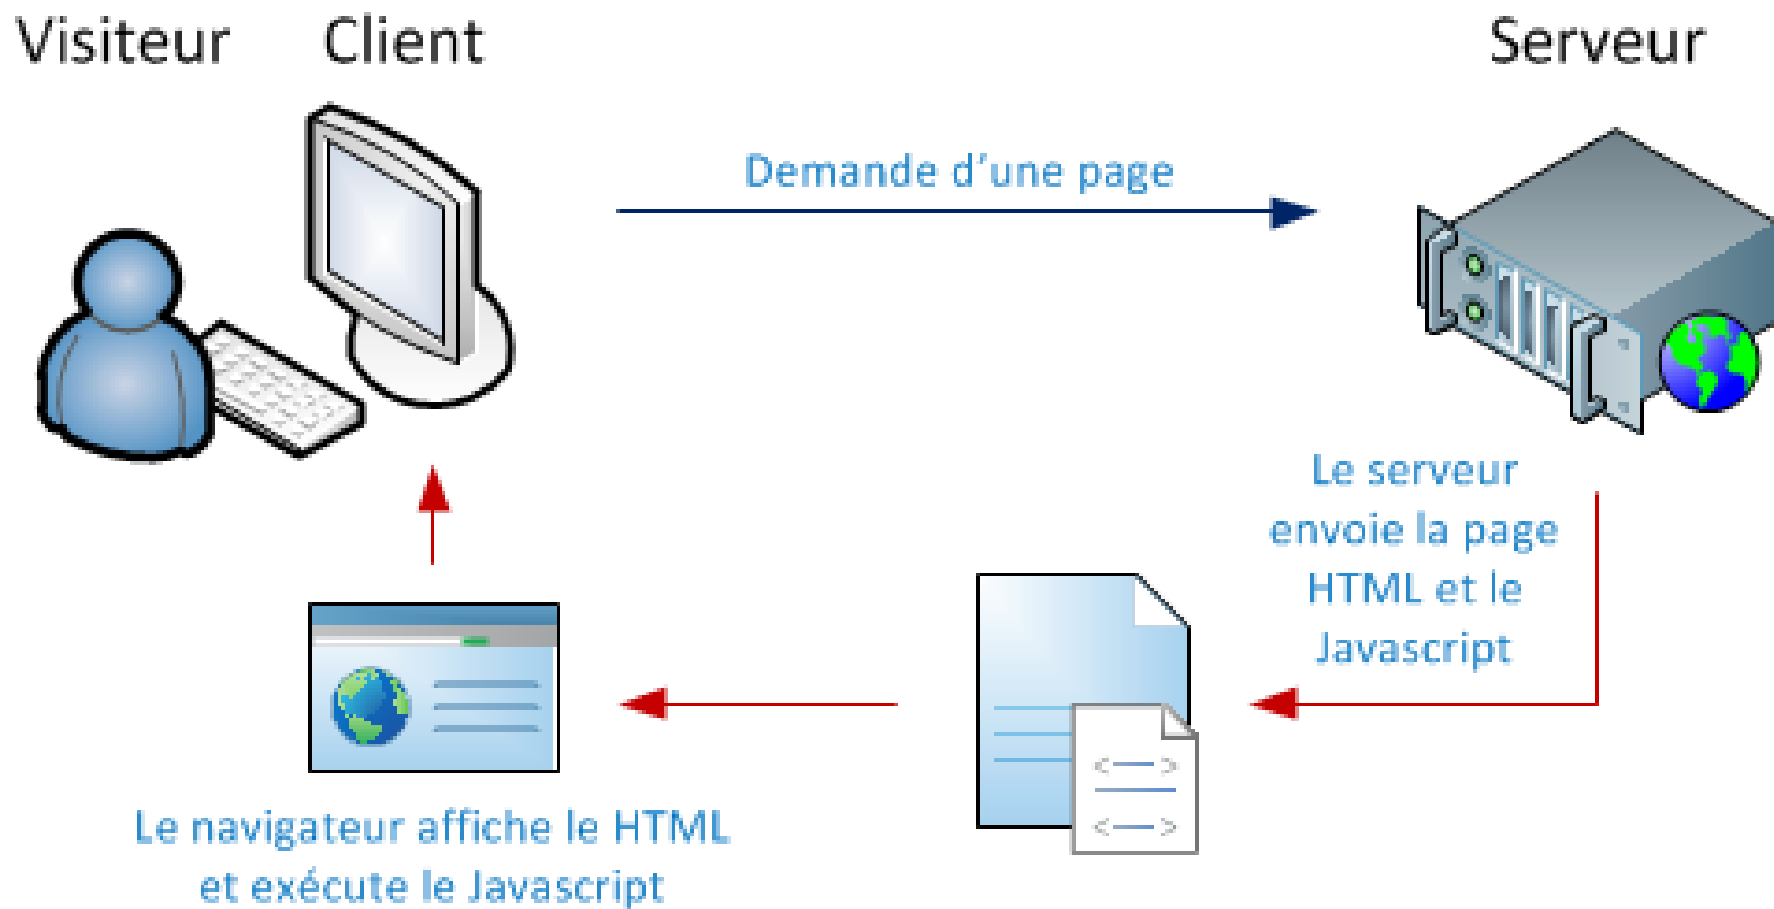 Visiteur
Client
Serveur
Demande d'une page
Le serveur
envoie la page
HTML et le
Javascript
Le navigateur affiche le HTML
et exécute le Javascript